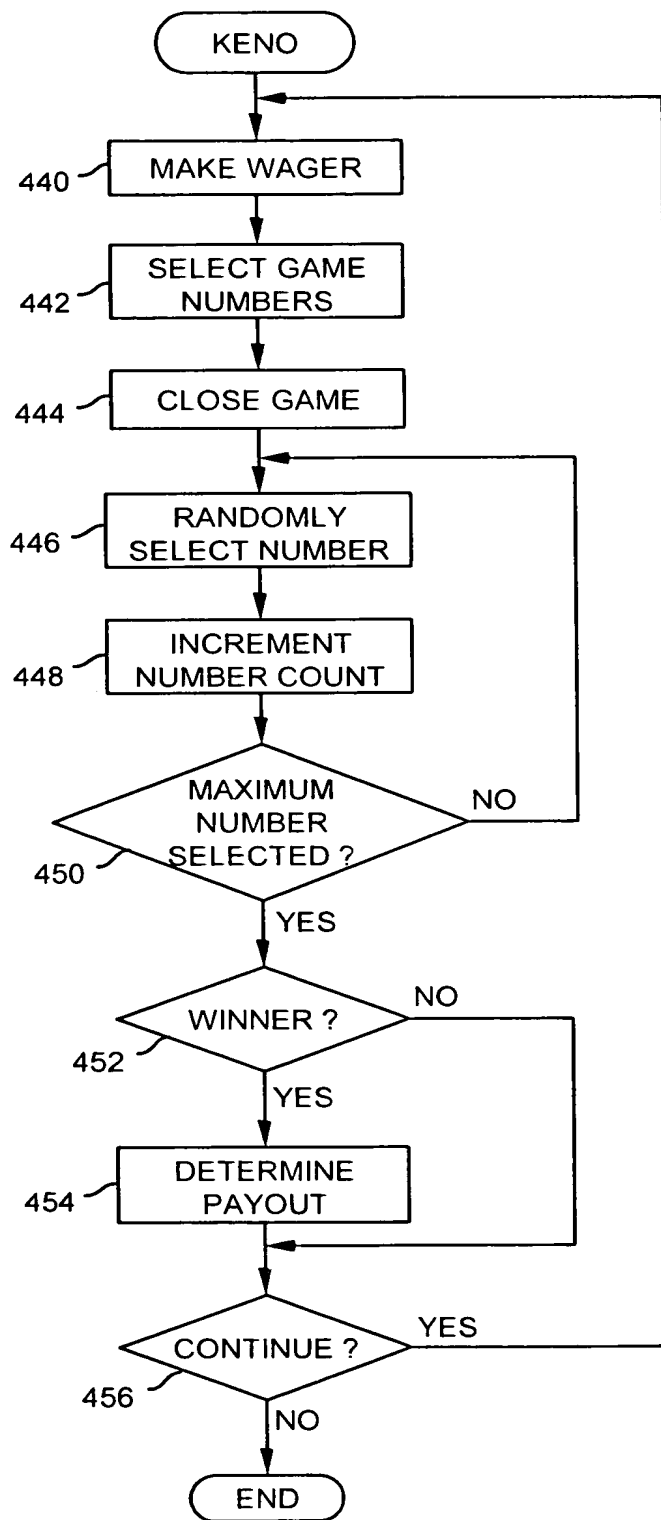 KENO
440
MAKE WAGER
442
SELECT GAME
NUMBERS
444
CLOSE GAME
446
RANDOMLY
SELECT NUMBER
448
INCREMENT
NUMBER COUNT
450
MAXIMUM
NUMBER
SELECTED ?
NO
YES
452
WINNER ?
NO
YES
454
DETERMINE
PAYOUT
456
CONTINUE ?
YES
NO
END